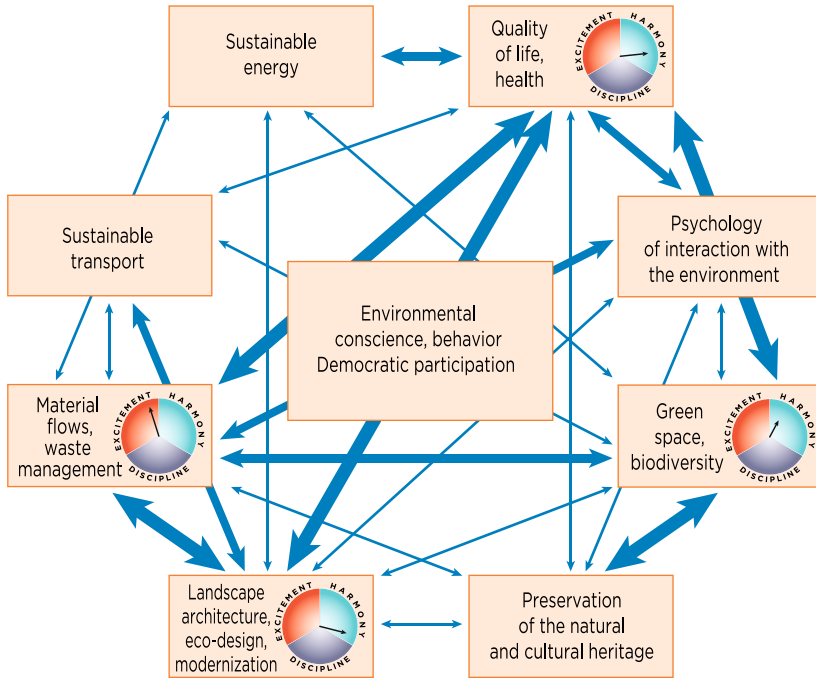 Sustainable
energy
Quality
of life,
health
EXCITEMENT
HARMONY
DISCIPLINE
Sustainable
transport
Psychology
of interaction with
the environment
Environmental
conscience, behavior
Democratic participation
Material
flows,
waste
management
EXCITEMENT
HARMONY
DISCIPLINE
Green
space,
biodiversity
EXCITEMENT
HARMONY
DISCIPLINE
Landscape
architecture,
eco-design,
modernization
EXCITEMENT
HARMONY
DISCIPLINE
Preservation
of the natural
and cultural heritage